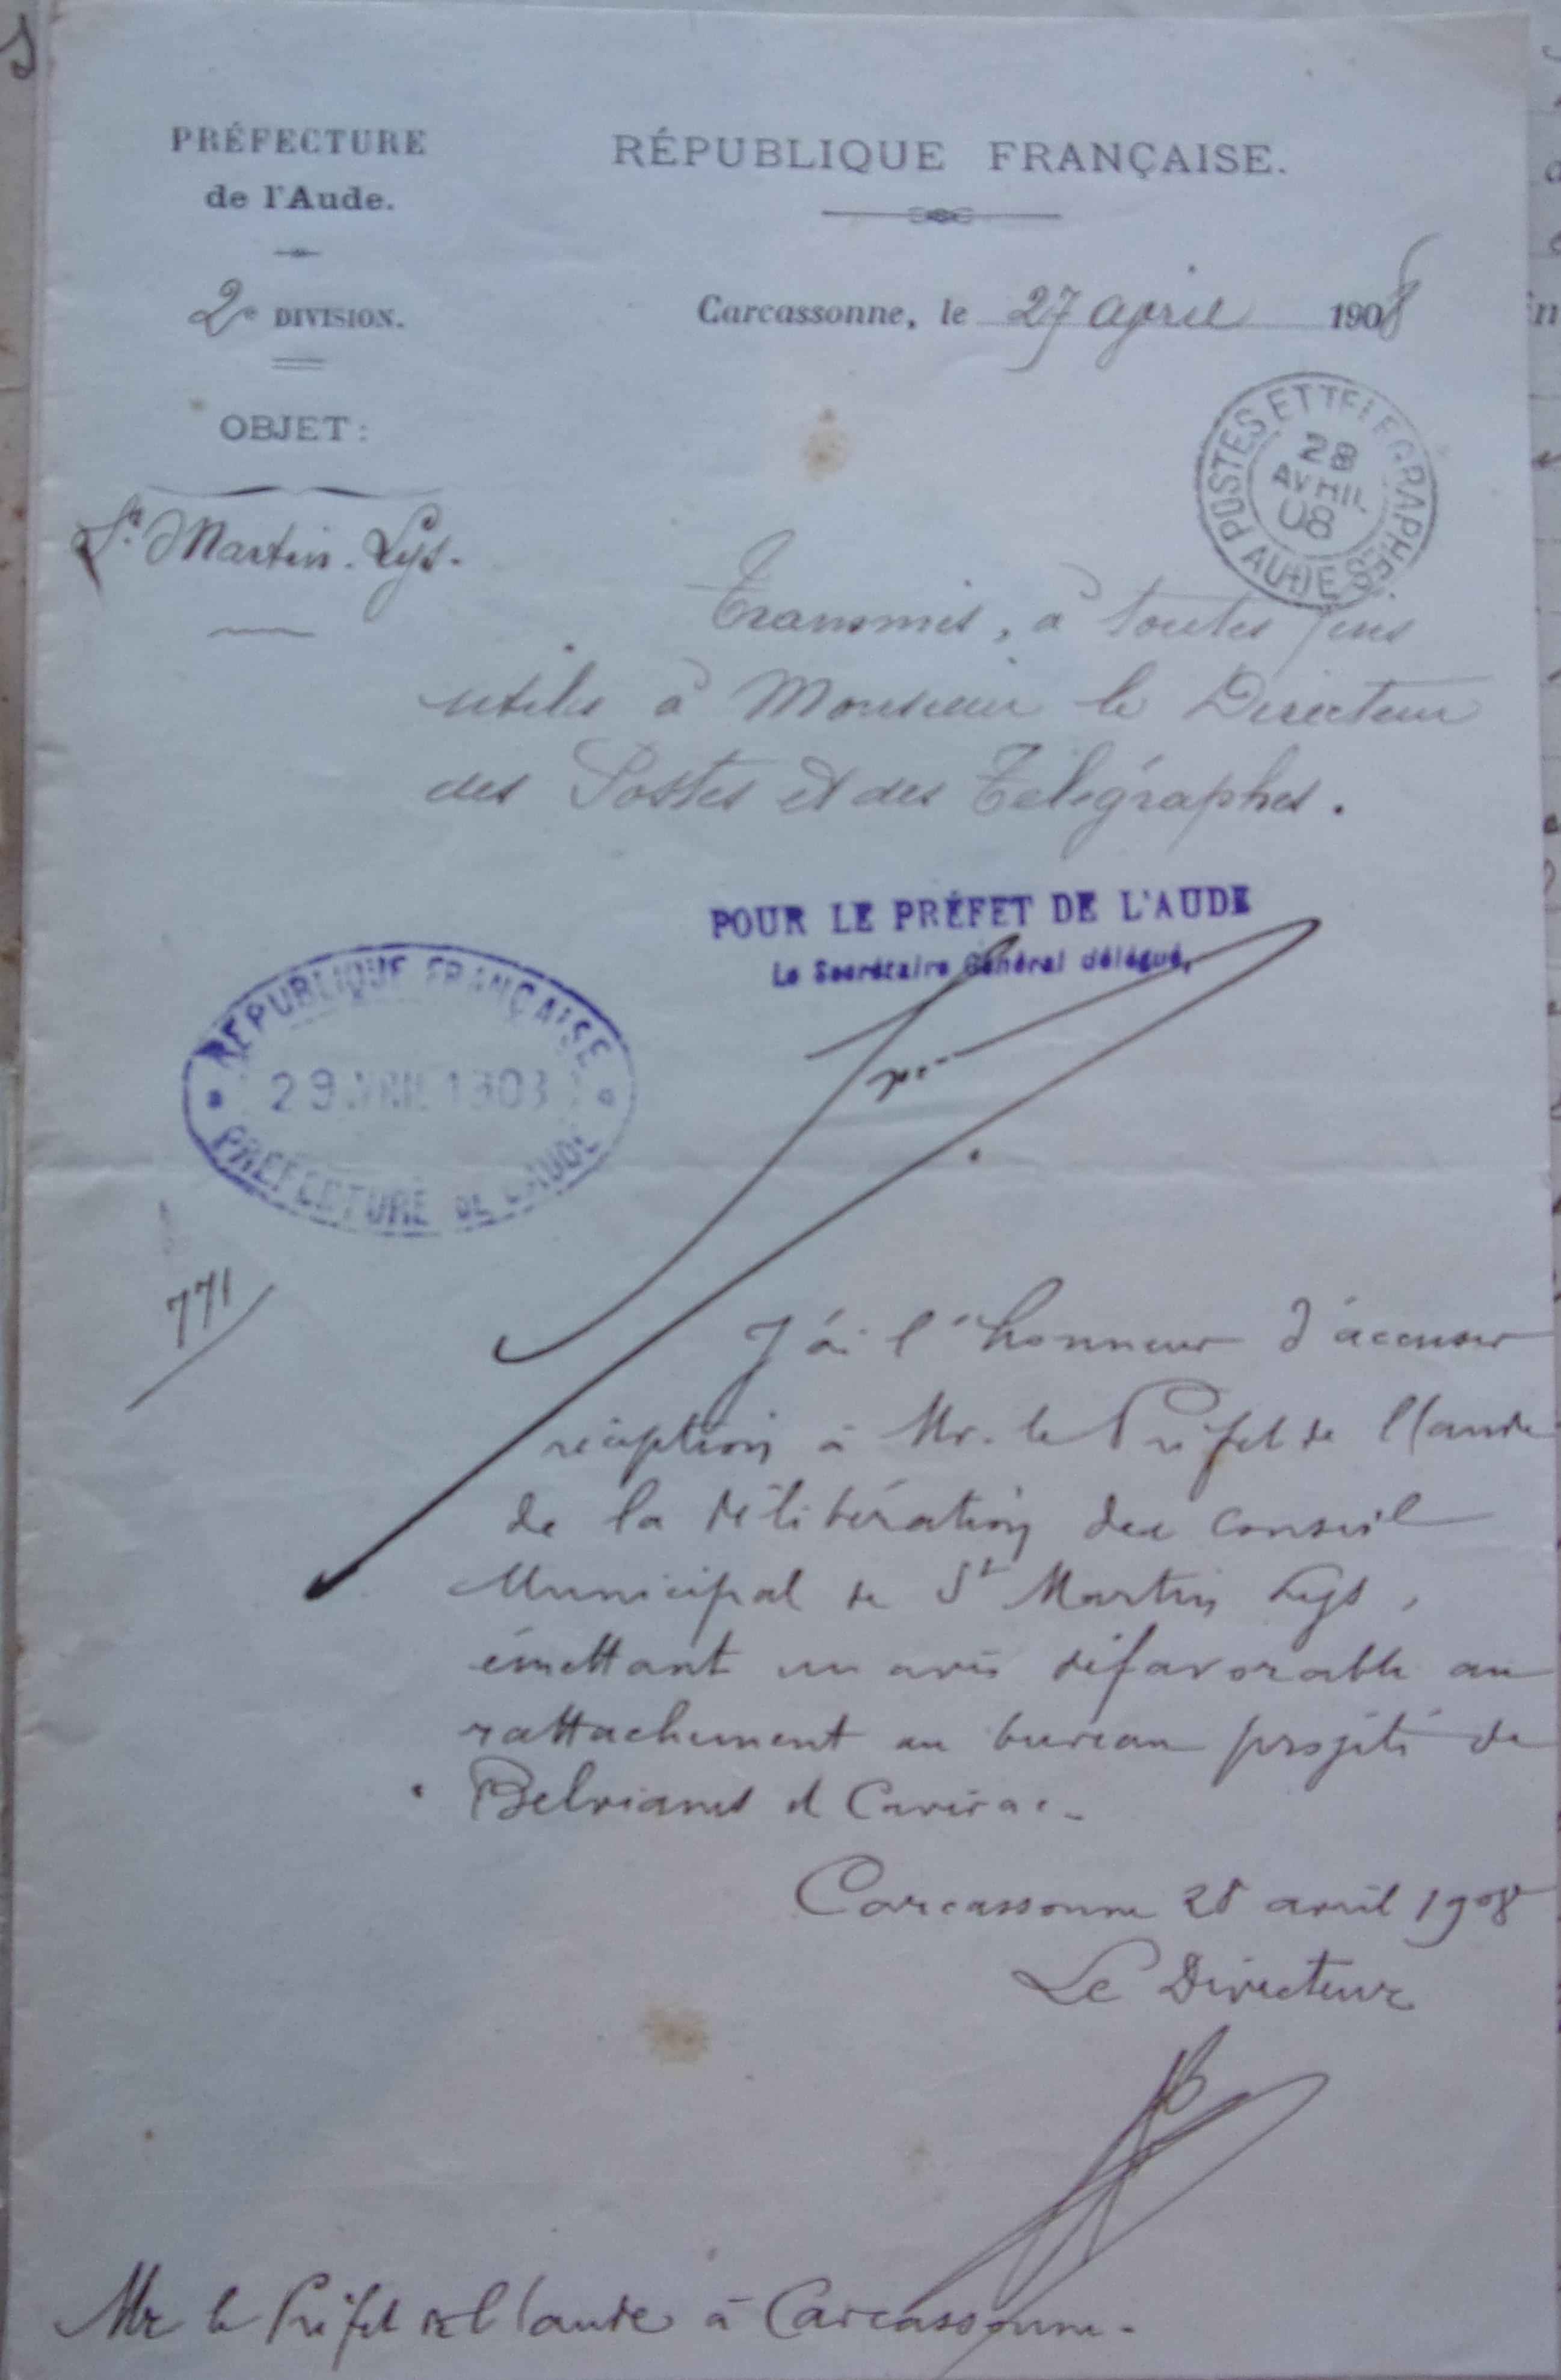 PRÉFECTURE
de l'Aude.
2e DIVISION.
OBJET :
St. Martin-Lys.
RÉPUBLIQUE FRANÇAISE.
Carcassonne, le 27 avril 1908
POSTES ET TELEGRAPHES
28
AVRIL
08
AUDE
Transmis, à toutes fins
utiles à Monsieur le Directeur
des Postes et des Télégraphes.
POUR LE PRÉFET DE L'AUDE
Le Secrétaire Général délégué,
RÉPUBLIQUE FRANÇAISE
29 AVRIL 1908
PRÉFECTURE DE L'AUDE
771
J'ai l'honneur d'accuser
réception à Mr. le Préfet de l'Aude
de la délibération du conseil
Municipal de St Martin Lys,
émettant un avis défavorable au
rattachement au bureau projeté de
Belvianes et Cavirac-
Carcassonne 28 avril 1908
Le Directeur
Mr le Préfet de l'Aude à Carcassonne.